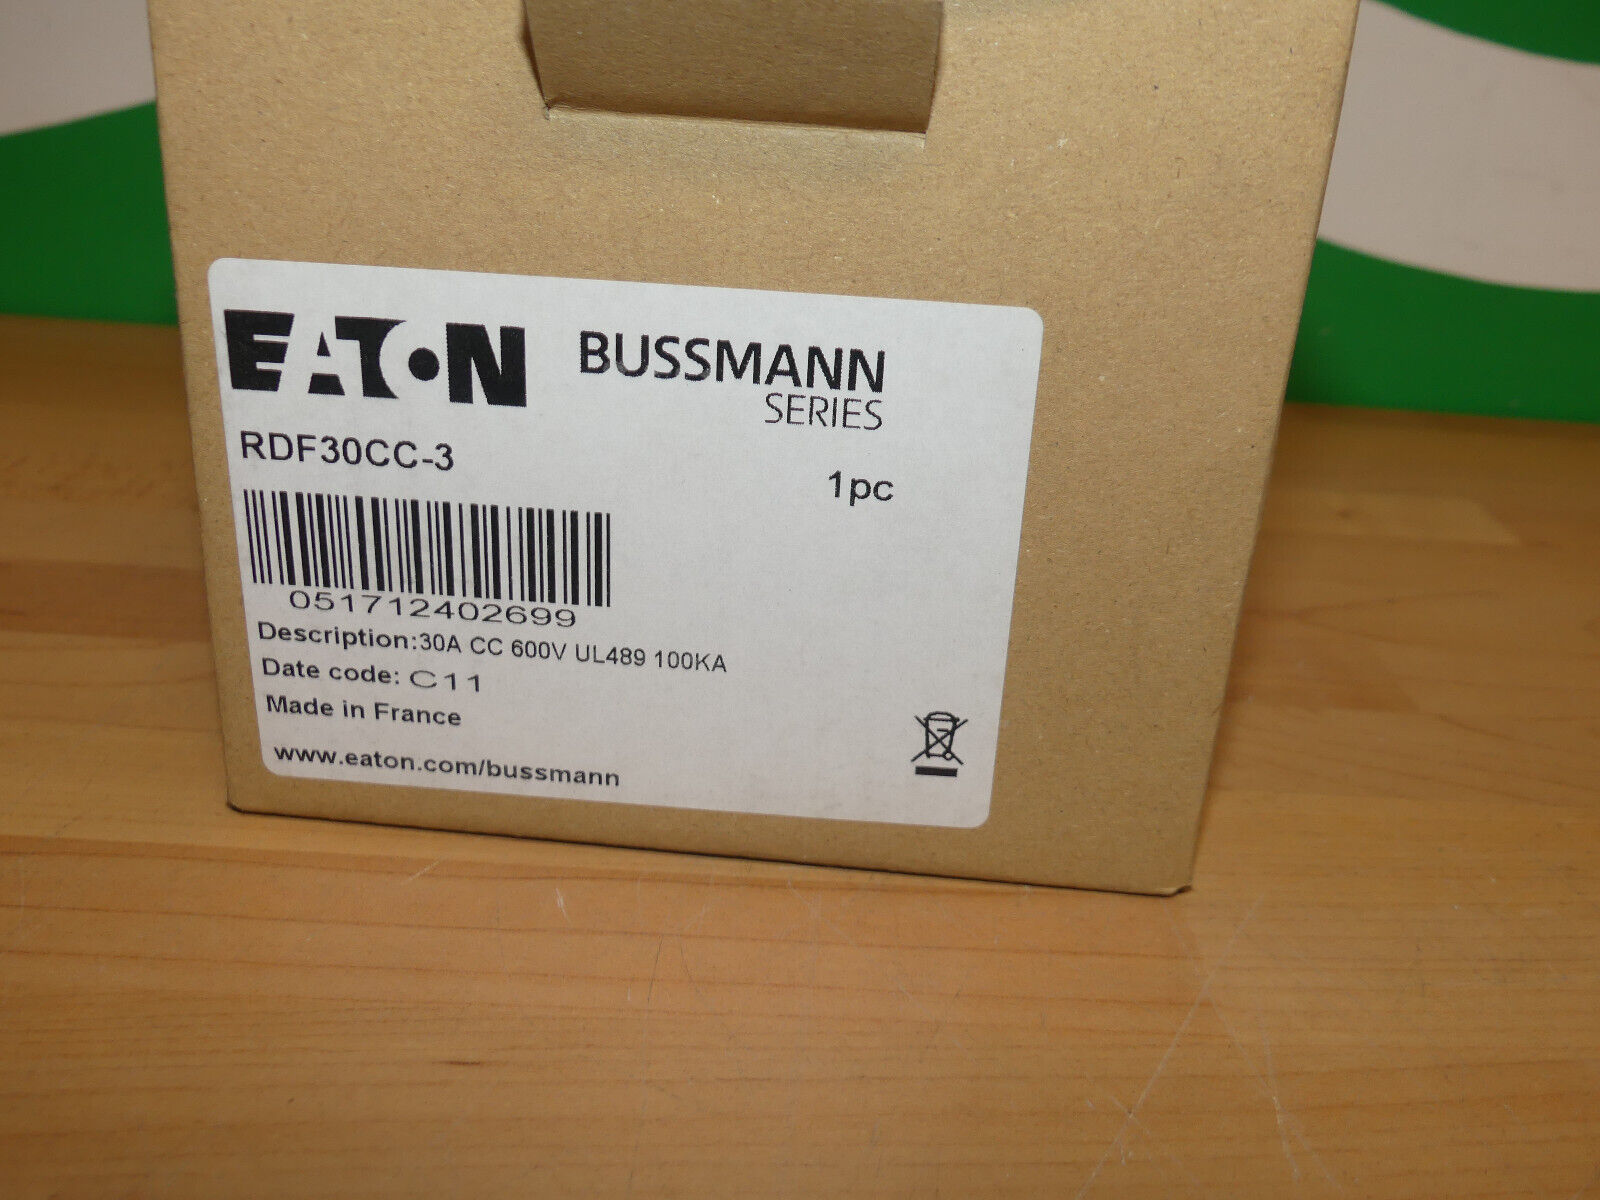 EATON
BUSSMANN
SERIES
RDF30CC-3
1pc
051712402699
Description:30A CC 600V UL489 100KA
Date code: C11
Made in France
www.eaton.com/bussmann